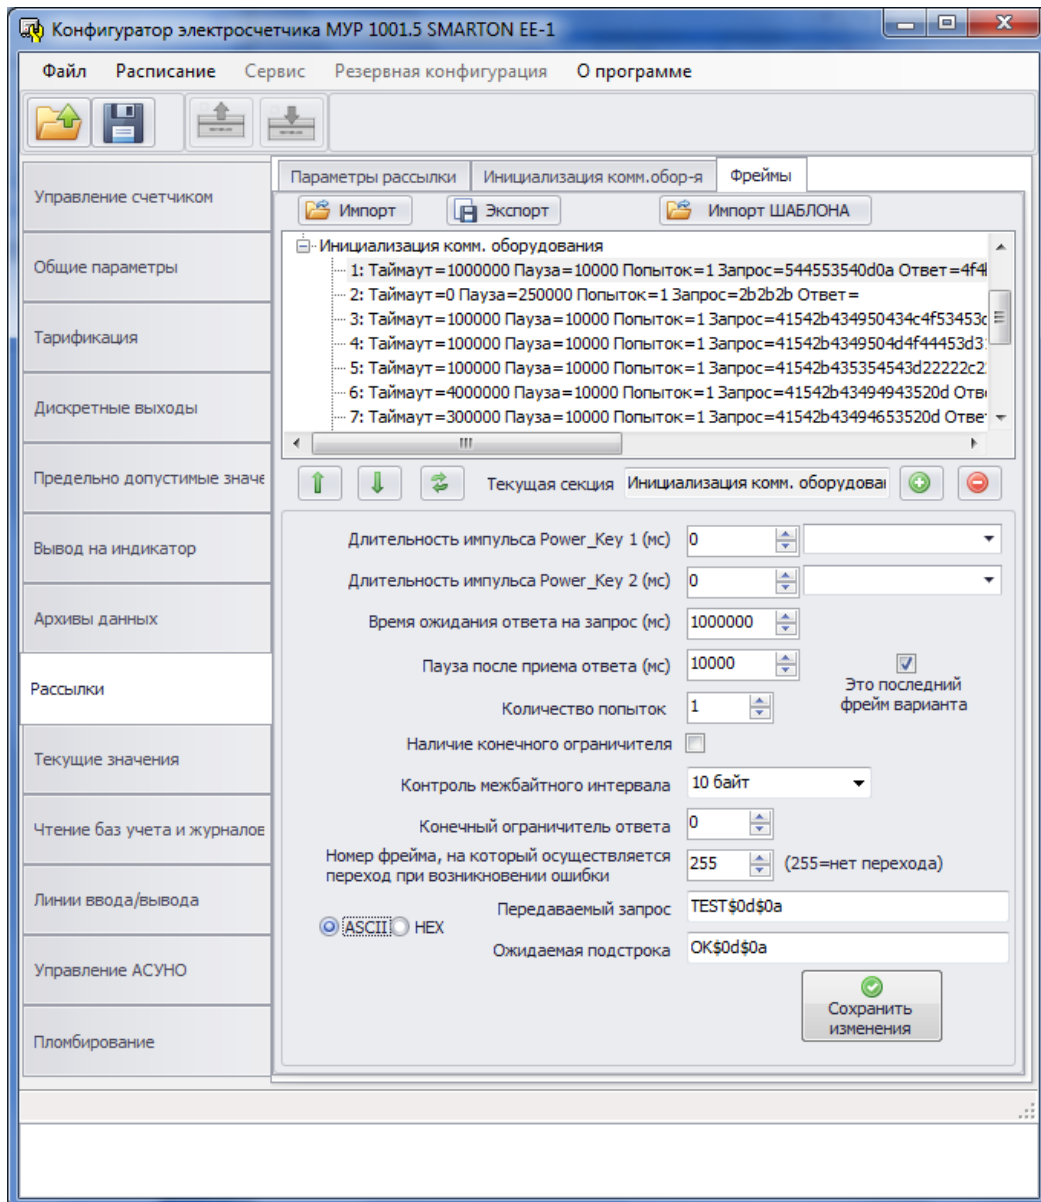 Конфигуратор электросчетчика МУР 1001.5 SMARTON EE-1
Файл Расписание Сервис Резервная конфигурация О программе
Управление счетчиком
Общие параметры
Тарификация
Дискретные выходы
Предельно допустимые значе
Вывод на индикатор
Архивы данных
Рассылки
Текущие значения
Чтение баз учета и журналов
Линии ввода/вывода
Управление АСУНО
Пломбирование
Параметры рассылки Инициализация комм.обор-я Фреймы
Импорт Экспорт Импорт ШАБЛОНА
Инициализация комм. оборудования
1: Таймаут=1000000 Пауза=10000 Попыток=1 Запрос=544553540d0a Ответ=4f4
2: Таймаут=0 Пауза=250000 Попыток=1 Запрос=2b2b2b Ответ=
3: Таймаут=100000 Пауза=10000 Попыток=1 Запрос=41542b434950434c4f53453
4: Таймаут=100000 Пауза=10000 Попыток=1 Запрос=41542b4349504d4f44453d3
5: Таймаут=100000 Пауза=10000 Попыток=1 Запрос=41542b435354543d22222c2
6: Таймаут=4000000 Пауза=10000 Попыток=1 Запрос=41542b43494943520d Отв
7: Таймаут=300000 Пауза=10000 Попыток=1 Запрос=41542b43494653520d Отве
Текущая секция Инициализация комм. оборудова
Длительность импульса Power_Key 1 (мс) 0
Длительность импульса Power_Key 2 (мс) 0
Время ожидания ответа на запрос (мс) 1000000
Пауза после приема ответа (мс) 10000
Это последний
фрейм варианта
Количество попыток 1
Наличие конечного ограничителя
Контроль межбайтного интервала 10 байт
Конечный ограничитель ответа 0
Номер фрейма, на который осуществляется
переход при возникновении ошибки 255 (255=нет перехода)
ASCII HEX
Передаваемый запрос TEST$0d$0a
Ожидаемая подстрока OK$0d$0a
Сохранить
изменения